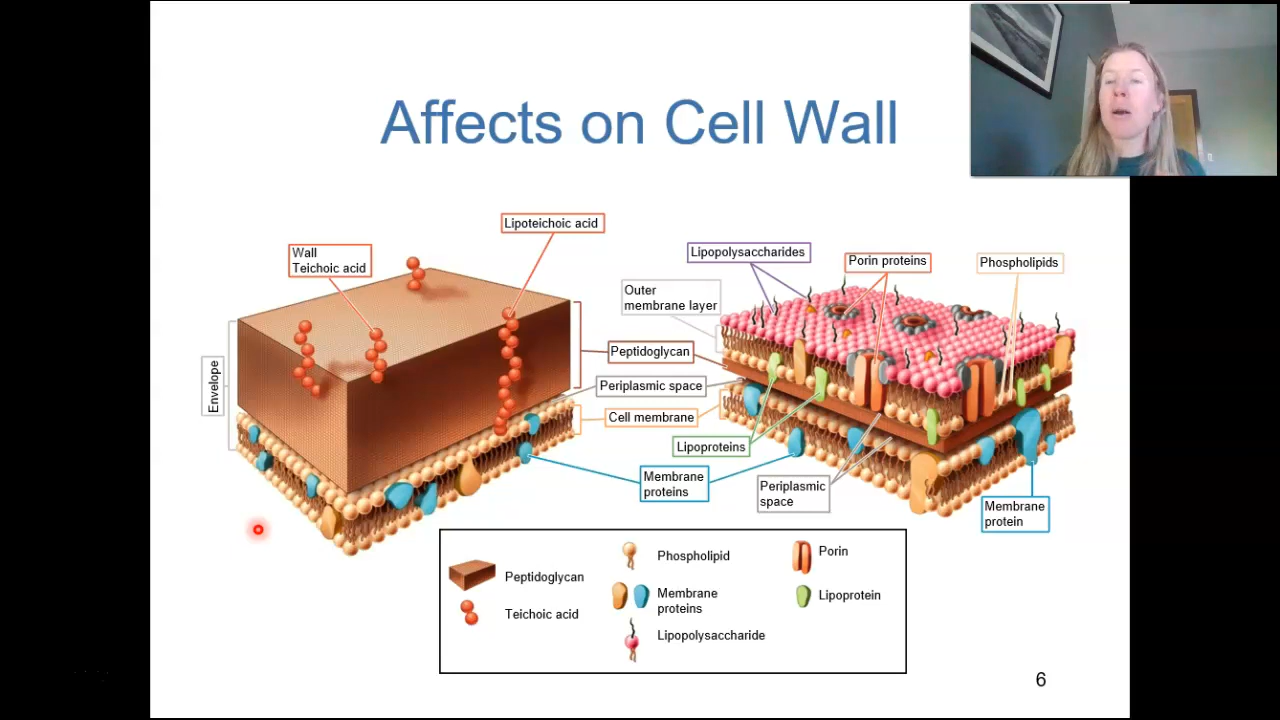 Affects on Cell Wall
Lipoteichoic acid
Wall
Teichoic acid
Lipopolysaccharides
Porin proteins
Phospholipids
Outer
membrane layer
Envelope
Peptidoglycan
Periplasmic space
Cell membrane
Lipoproteins
Membrane
proteins
Periplasmic
space
Membrane
protein
Peptidoglycan
Teichoic acid
Phospholipid
Membrane
proteins
Lipopolysaccharide
Porin
Lipoprotein
6